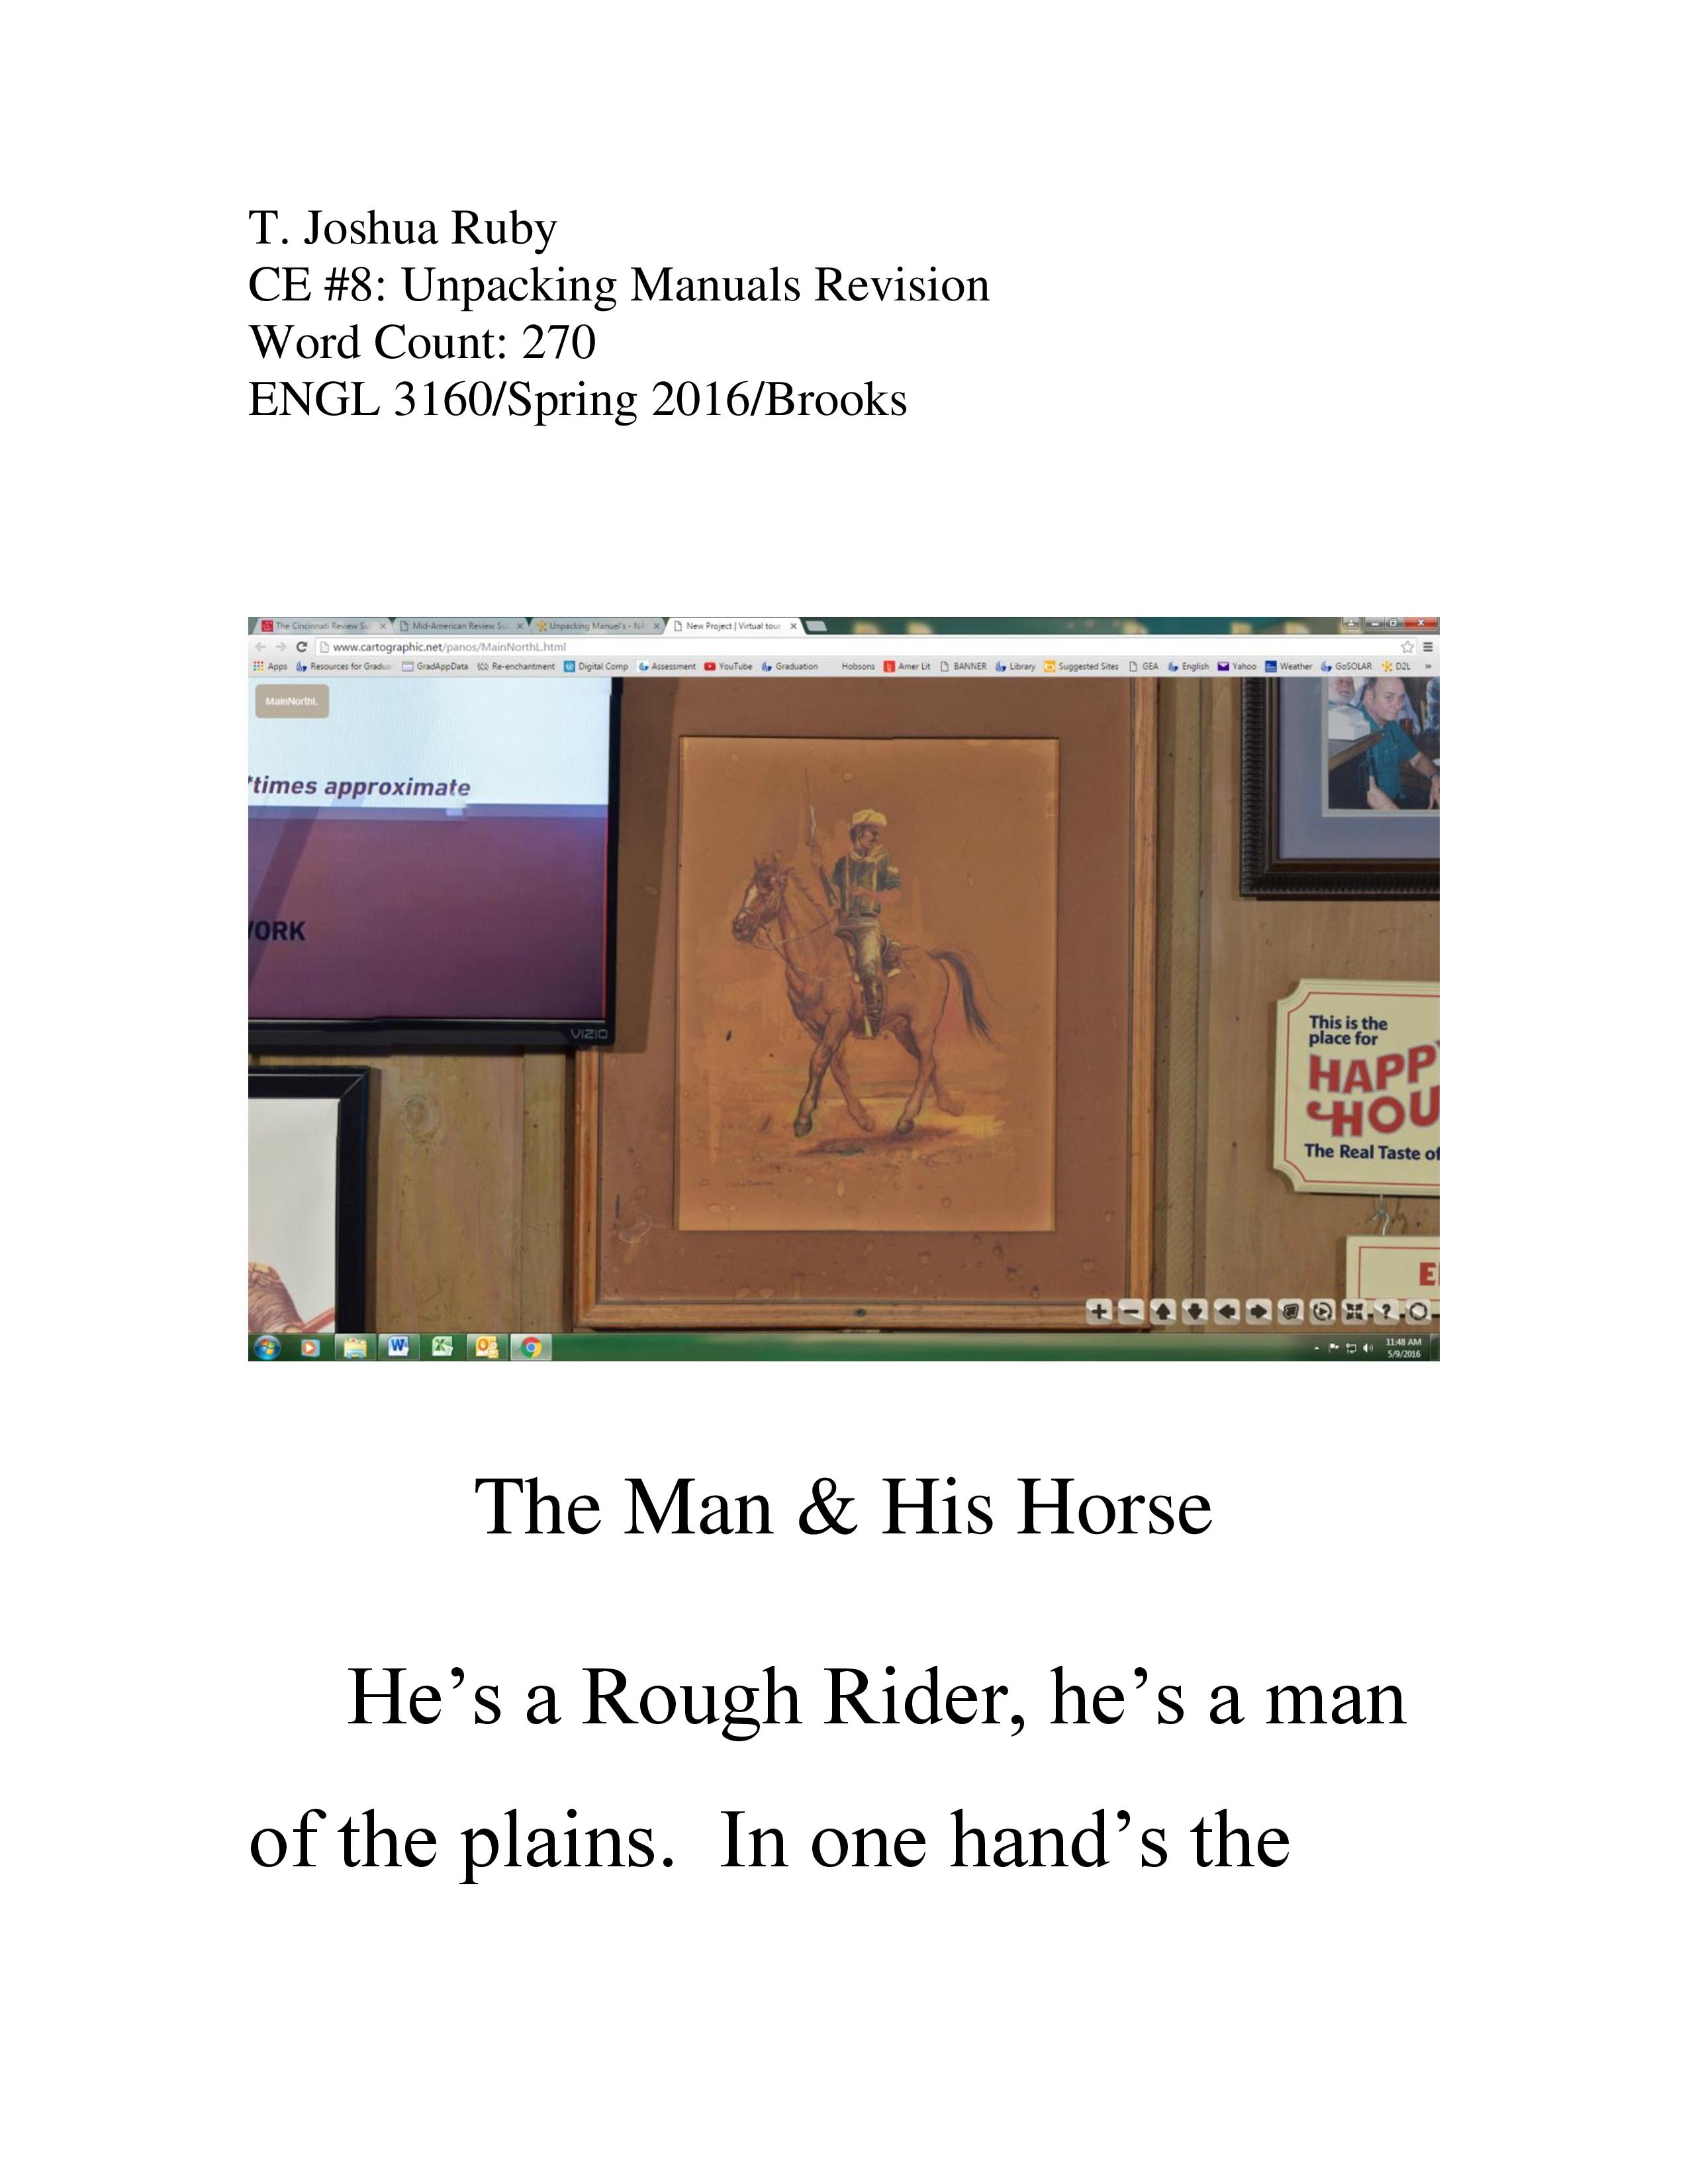 T. Joshua Ruby
CE #8: Unpacking Manuals Revision
Word Count: 270
ENGL 3160/Spring 2016/Brooks
The Cincinnati Review Su
Mid-American Review Su
Unpacking Manuel's - N
New Project | Virtual tour
www.cartographic.net/panos/MainNorthL.html
Apps Resources for Gradua GradAppData Re-enchantment Digital Comp Assessment YouTube Graduation Hobsons Amer Lit BANNER Library Suggested Sites GEA English Yahoo Weather GoSOLAR D2L »
MainNorthL
*times approximate
WORK
VIZIO
This is the
place for
HAPPY
HOU
The Real Taste of
E
11:48 AM
5/9/2016
The Man & His Horse
He’s a Rough Rider, he’s a man
of the plains. In one hand’s the